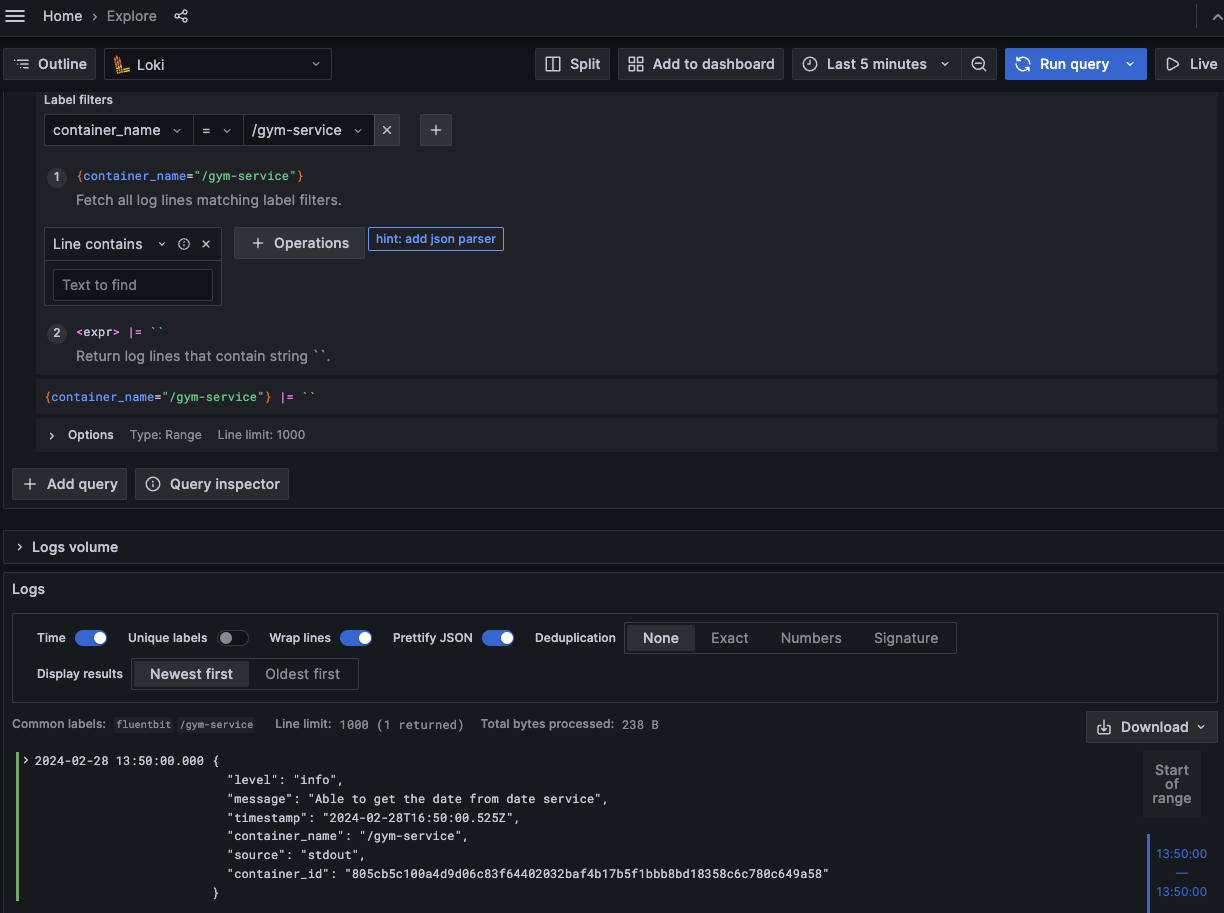 Home › Explore
Outline Loki Split Add to dashboard Last 5 minutes Run query Live
Label filters
container_name = /gym-service +
1 {container_name="/gym-service"}
Fetch all log lines matching label filters.
Line contains + Operations hint: add json parser
Text to find
2 <expr> |= ``
Return log lines that contain string ``.
{container_name="/gym-service"} |= ``
Options Type: Range Line limit: 1000
+ Add query Query inspector
Logs volume
Logs
Time Unique labels Wrap lines Prettify JSON Deduplication None Exact Numbers Signature
Display results Newest first Oldest first
Common labels: fluentbit /gym-service Line limit: 1000 (1 returned) Total bytes processed: 238 B
Download
2024-02-28 13:50:00.000 {
"level": "info",
"message": "Able to get the date from date service",
"timestamp": "2024-02-28T16:50:00.525Z",
"container_name": "/gym-service",
"source": "stdout",
"container_id": "805cb5c100a4d9d06c83f64402032baf4b17b5f1bbb8bd18358c6c780c649a58"
}
Start
of
range
13:50:00
—
13:50:00